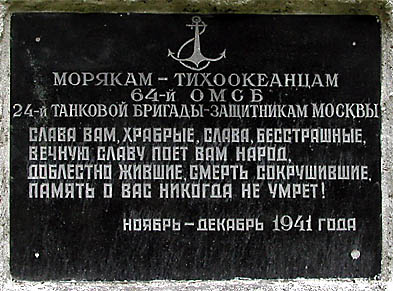 МОРЯКАМ – ТИХООКЕАНЦАМ
64-й ОМСБ
24-й ТАНКОВОЙ БРИГАДЫ-ЗАЩИТНИКАМ МОСКВЫ
СЛАВА ВАМ, ХРАБРЫЕ, СЛАВА, БЕССТРАШНЫЕ,
ВЕЧНУЮ СЛАВУ ПОЕТ ВАМ НАРОД,
ДОБЛЕСТНО ЖИВШИЕ, СМЕРТЬ СОКРУШИВШИЕ,
ПАМЯТЬ О ВАС НИКОГДА НЕ УМРЕТ!
НОЯБРЬ – ДЕКАБРЬ 1941 ГОДА